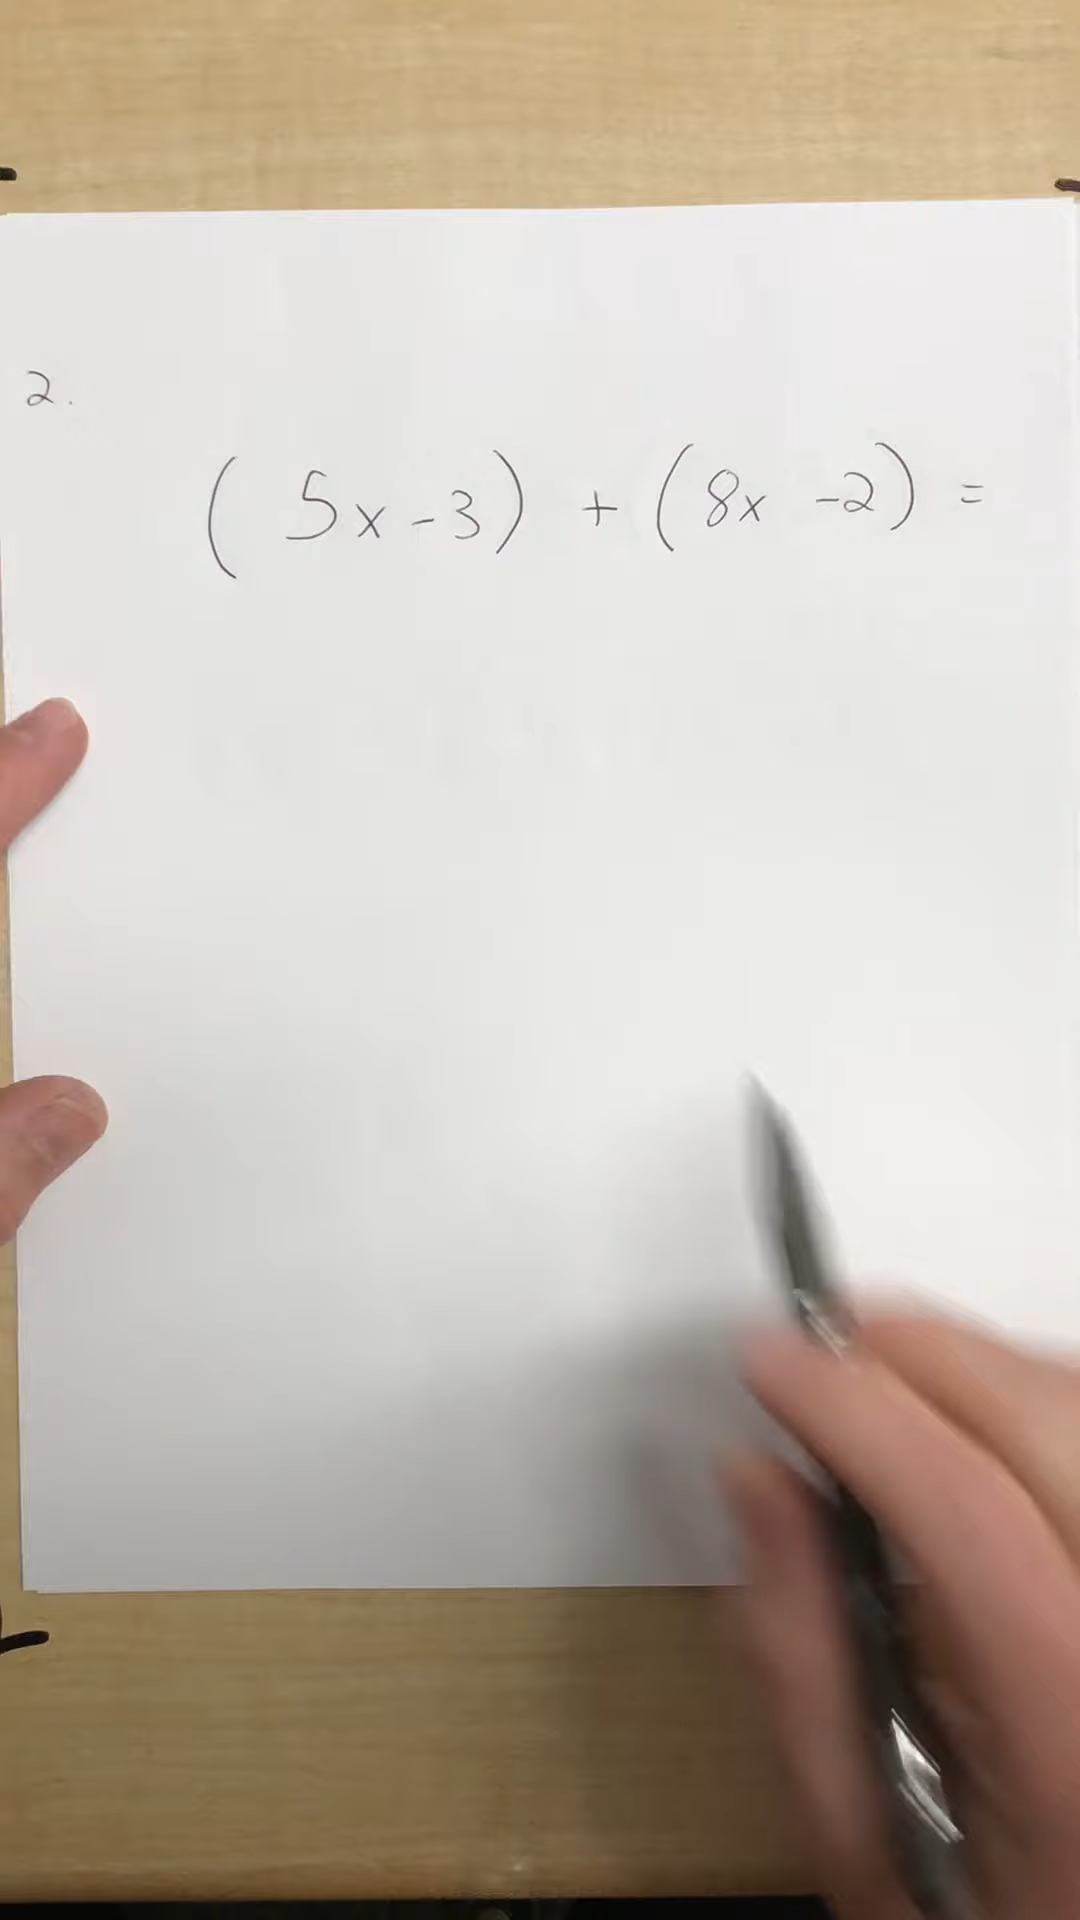 2.
( 5x - 3) + (8x - 2) =